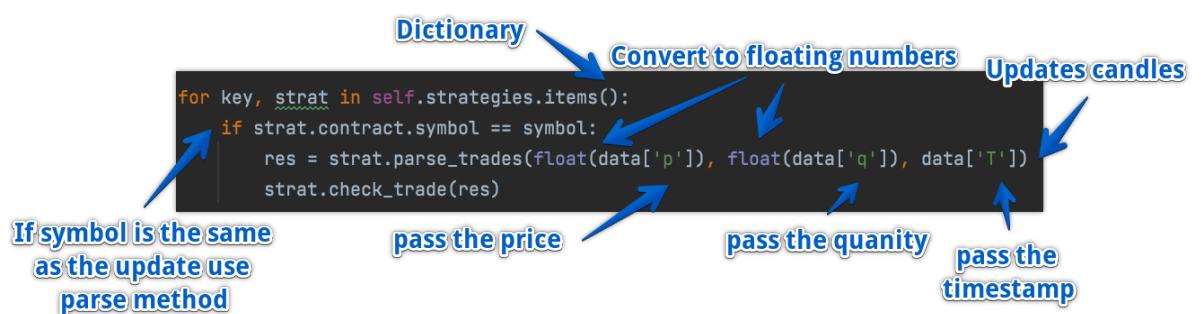 Dictionary
Convert to floating numbers
Updates candles
for key, strat in self.strategies.items():
if strat.contract.symbol == symbol:
res = strat.parse_trades(float(data['p']), float(data['q']), data['T'])
strat.check_trade(res)
If symbol is the same
as the update use
parse method
pass the price
pass the quanity
pass the
timestamp